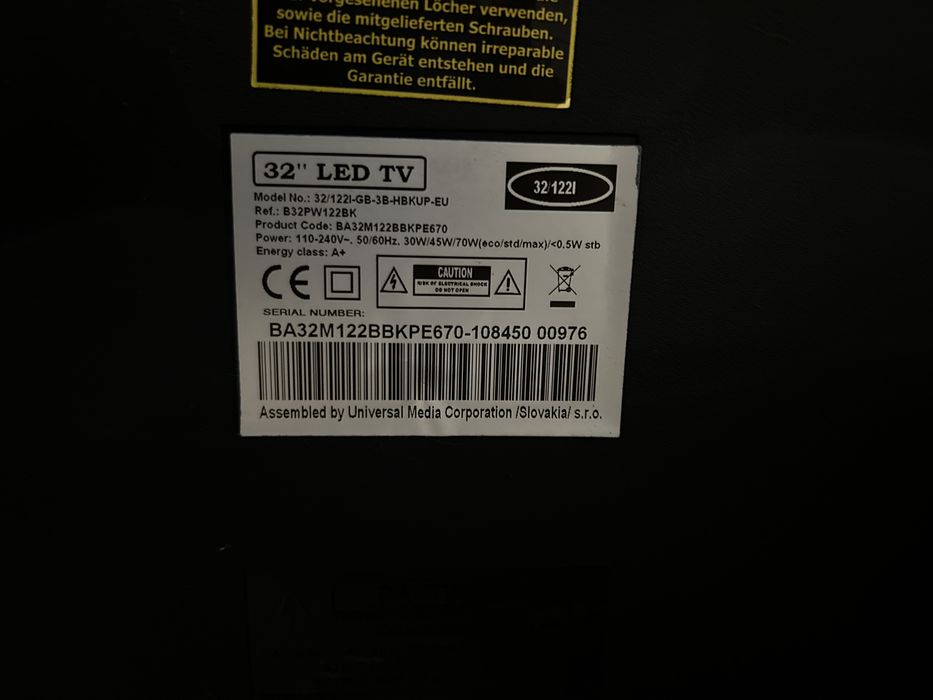 vorgesehenen Löcher verwenden,
sowie die mitgelieferten Schrauben.
Bei Nichtbeachtung können irreparable
Schäden am Gerät entstehen und die
Garantie entfällt.
32" LED TV
32/122I
Model No.: 32/122I-GB-3B-HBKUP-EU
Ref.: B32PW122BK
Product Code: BA32M122BBKPE670
Power: 110-240V~, 50/60Hz, 30W/45W/70W(eco/std/max)/<0.5W stb
Energy class: A+
CE
CAUTION
RISK OF ELECTRICAL SHOCK
DO NOT OPEN
SERIAL NUMBER:
BA32M122BBKPE670-108450 00976
Assembled by Universal Media Corporation /Slovakia/ s.r.o.